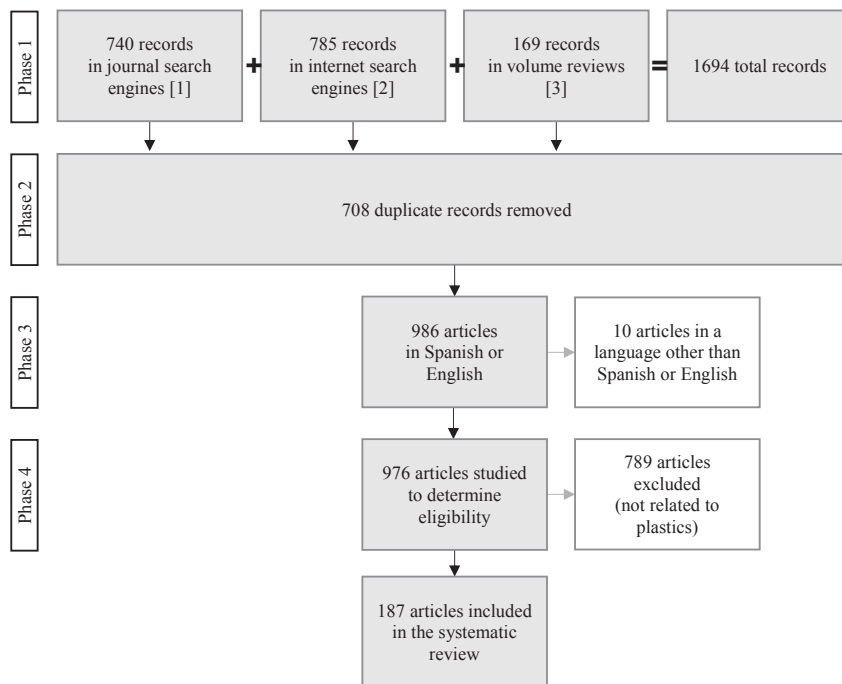 Phase 1
740 records
in journal search
engines [1]
+
785 records
in internet search
engines [2]
+
169 records
in volume reviews
[3]
=
1694 total records
Phase 2
708 duplicate records removed
Phase 3
986 articles
in Spanish or
English
10 articles in a
language other than
Spanish or English
Phase 4
976 articles studied
to determine
eligibility
789 articles
excluded
(not related to
plastics)
187 articles included
in the systematic
review